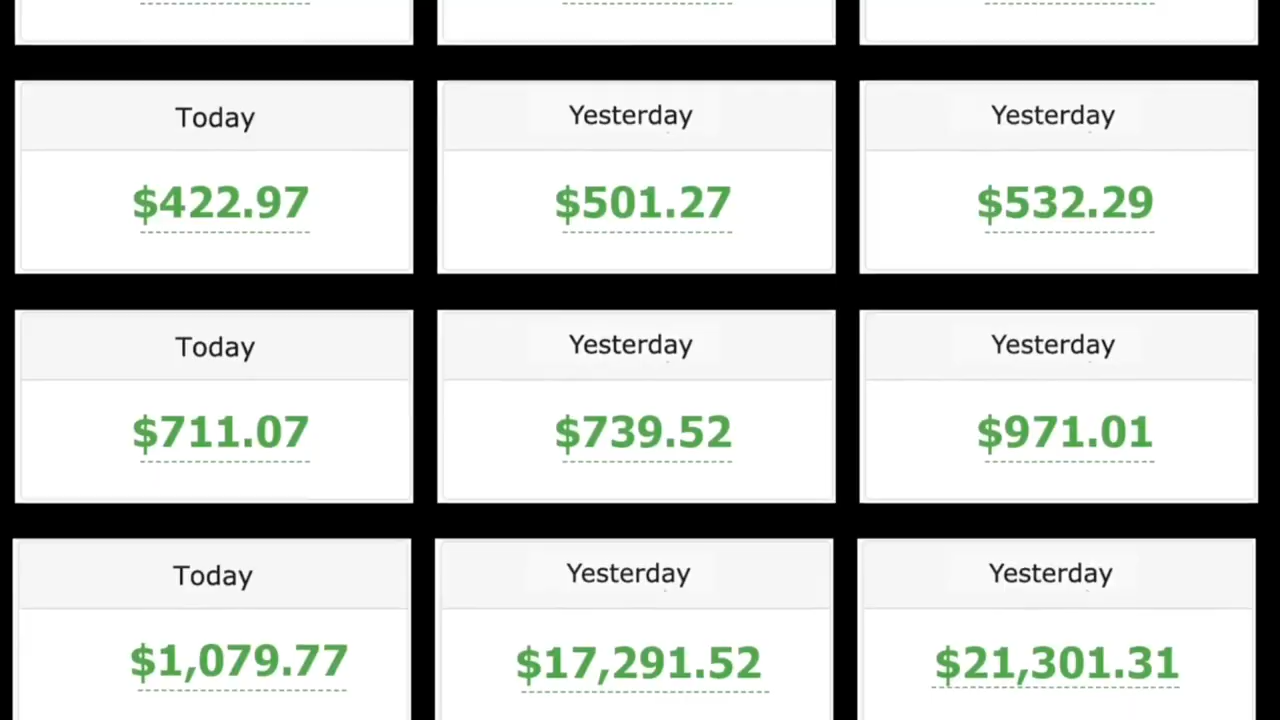 Today Yesterday Yesterday
$422.97 $501.27 $532.29
Today Yesterday Yesterday
$711.07 $739.52 $971.01
Today Yesterday Yesterday
$1,079.77 $17,291.52 $21,301.31